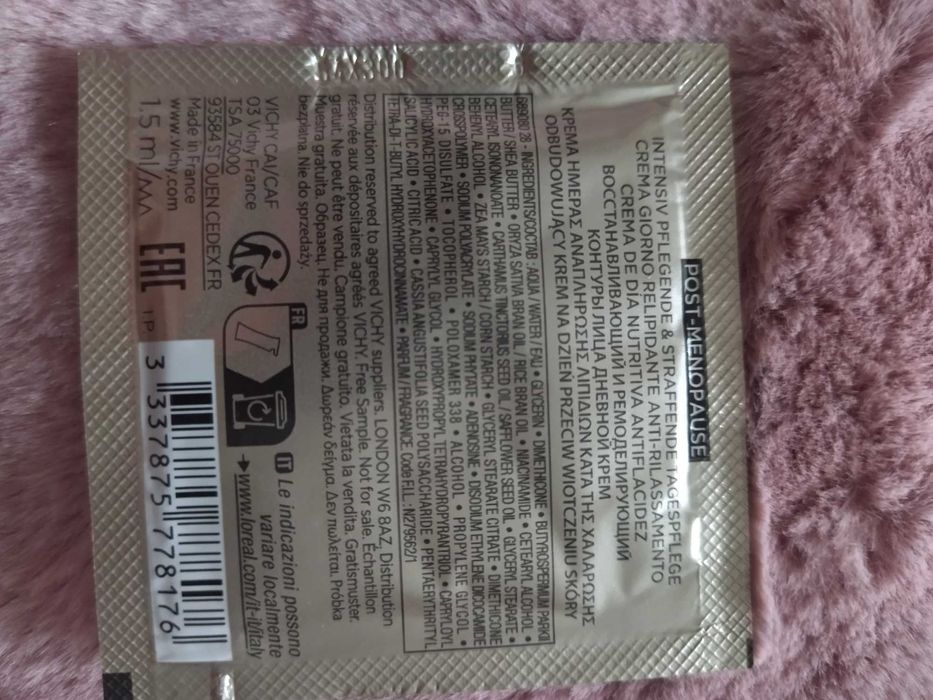 POST-MENOPAUSE
INTENSIV PFLEGENDE & STRAFFENDE TAGESPFLEGE
CREMA GIORNO RELIPIDANTE ANTI-RILASSAMENTO
CREMA DE DÍA NUTRITIVA ANTIFLACIDEZ
ВОССТАНАВЛИВАЮЩИЙ И РЕМОДЕЛИРУЮЩИЙ
КОНТУРЫ ЛИЦА ДНЕВНОЙ КРЕМ
ΚΡΕΜΑ ΗΜΕΡΑΣ ΑΝΑΠΛΗΡΩΣΗΣ ΛΙΠΙΔΙΩΝ ΚΑΤΑ ΤΗΣ ΧΑΛΑΡΩΣΗΣ
ODBUDOWUJĄCY KREM NA DZIEŃ PRZECIW WIOTCZENIU SKÓRY
INGREDIENTS/СОСТАВ: AQUA / WATER / EAU • GLYCERIN • DIMETHICONE • BUTYROSPERMUM PARKII
BUTTER / SHEA BUTTER • ORYZA SATIVA BRAN OIL / RICE BRAN OIL • NIACINAMIDE • CETEARYL ALCOHOL •
CETEARYL ISONONANOATE • CARTHAMUS TINCTORIUS SEED OIL / SAFFLOWER SEED OIL • GLYCERYL STEARATE •
BEHENYL ALCOHOL • ZEA MAYS STARCH / CORN STARCH • GLYCERYL STEARATE CITRATE • DIMETHICONE
CROSSPOLYMER • SODIUM POLYACRYLATE • SODIUM PHYTATE • ADENOSINE • DISODIUM ETHYLENE DICOCAMIDE
PEG-15 DISULFATE • TOCOPHEROL • POLOXAMER 338 • ALCOHOL • PROPYLENE GLYCOL •
HYDROXYACETOPHENONE • CAPRYLYL GLYCOL • HYDROXYPROPYL TETRAHYDROPYRANTRIOL • CAPRYLOYL
SALICYLIC ACID • CITRIC ACID • CASSIA ANGUSTIFOLIA SEED POLYSACCHARIDE • PENTAERYTHRITYL
TETRA-DI-T-BUTYL HYDROXYHYDROCINNAMATE • PARFUM / FRAGRANCE. Code F.I.L.: N279562/1
Distribution reserved to agreed VICHY suppliers. LONDON W6 8AZ. Distribution
réservée aux dépositaires agréés VICHY. Free Sample. Not for sale. Échantillon
gratuit. Ne peut être vendu. Campione gratuito. Vietata la vendita. Gratismuster.
Muestra gratuita. Образец. Не для продажи. Δωρεάν δείγμα. Δεν πωλείται. Próbka
bezpłatna. Nie do sprzedaży.
VICHY CAI/CAF
03 Vichy France
TSA 75000
93584 ST OUEN CEDEX.FR
Made in France
www.vichy.com
1.5 ml/
EAC
1 P
FR
IT Le indicazioni possono
variare localmente
→www.loreal.com/it-it/italy
3 337875 778176